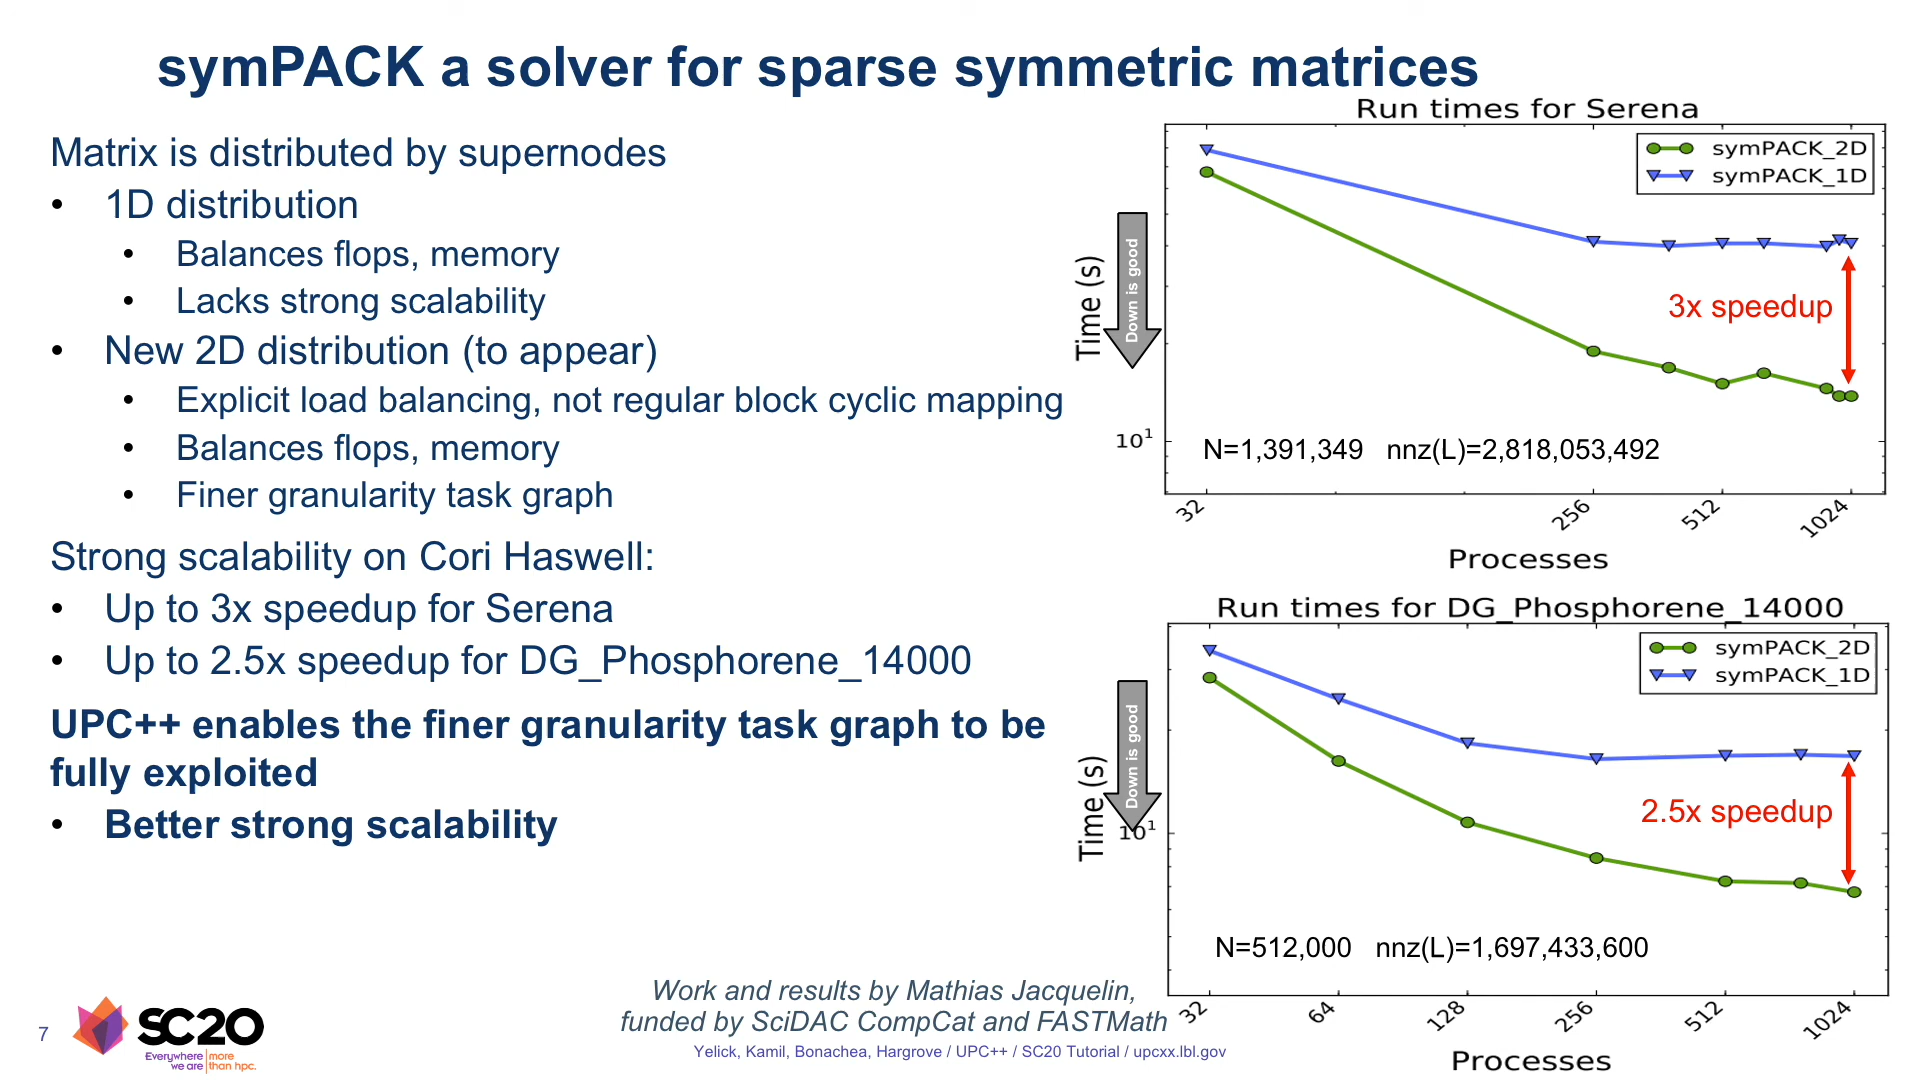 symPACK a solver for sparse symmetric matrices
Matrix is distributed by supernodes
• 1D distribution
• Balances flops, memory
• Lacks strong scalability
• New 2D distribution (to appear)
• Explicit load balancing, not regular block cyclic mapping
• Balances flops, memory
• Finer granularity task graph
Strong scalability on Cori Haswell:
• Up to 3x speedup for Serena
• Up to 2.5x speedup for DG_Phosphorene_14000
UPC++ enables the finer granularity task graph to be
fully exploited
• Better strong scalability
Run times for Serena
symPACK_2D
symPACK_1D
Time (s)
Down is good
3x speedup
10¹
N=1,391,349 nnz(L)=2,818,053,492
32 256 512 1024
Processes
Run times for DG_Phosphorene_14000
symPACK_2D
symPACK_1D
Time (s)
Down is good
2.5x speedup
10¹
N=512,000 nnz(L)=1,697,433,600
32 64 128 256 512 1024
Processes
Work and results by Mathias Jacquelin,
funded by SciDAC CompCat and FASTMath
7
SC20
Everywhere more
we are than hpc.
Yelick, Kamil, Bonachea, Hargrove / UPC++ / SC20 Tutorial / upcxx.lbl.gov